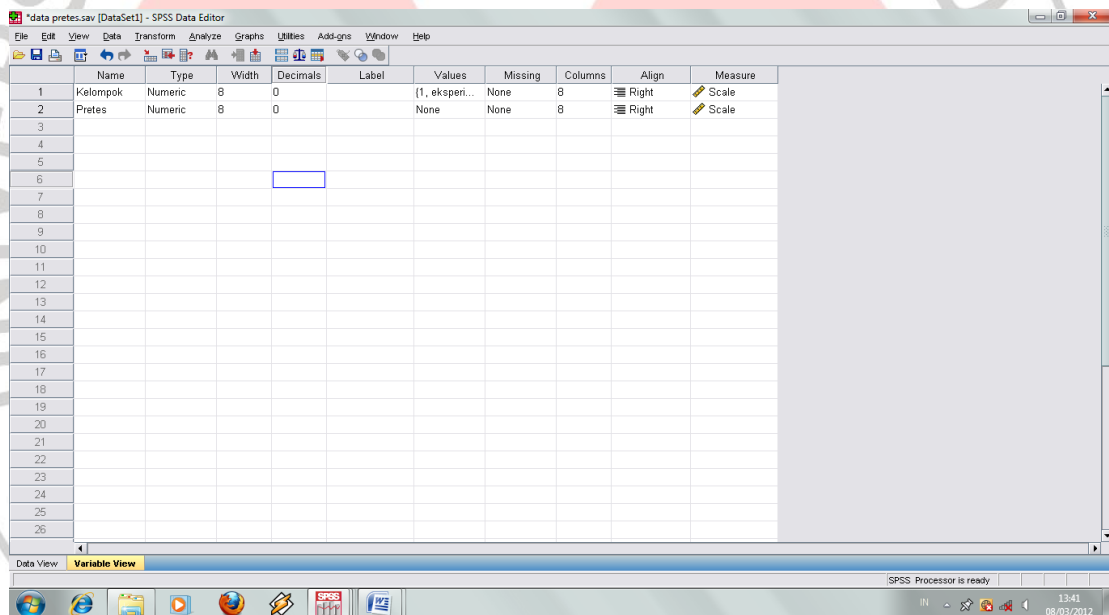 *data pretes.sav [DataSet1] - SPSS Data Editor
File Edit View Data Transform Analyze Graphs Utilities Add-ons Window Help
Name Type Width Decimals Label Values Missing Columns Align Measure
1 Kelompok Numeric 8 0 {1, eksperi... None 8 Right Scale
2 Pretes Numeric 8 0 None None 8 Right Scale
3
4
5
6
7
8
9
10
11
12
13
14
15
16
17
18
19
20
21
22
23
24
25
26
Data View Variable View
SPSS Processor is ready
SPSS
IN 13:41
08/03/2012